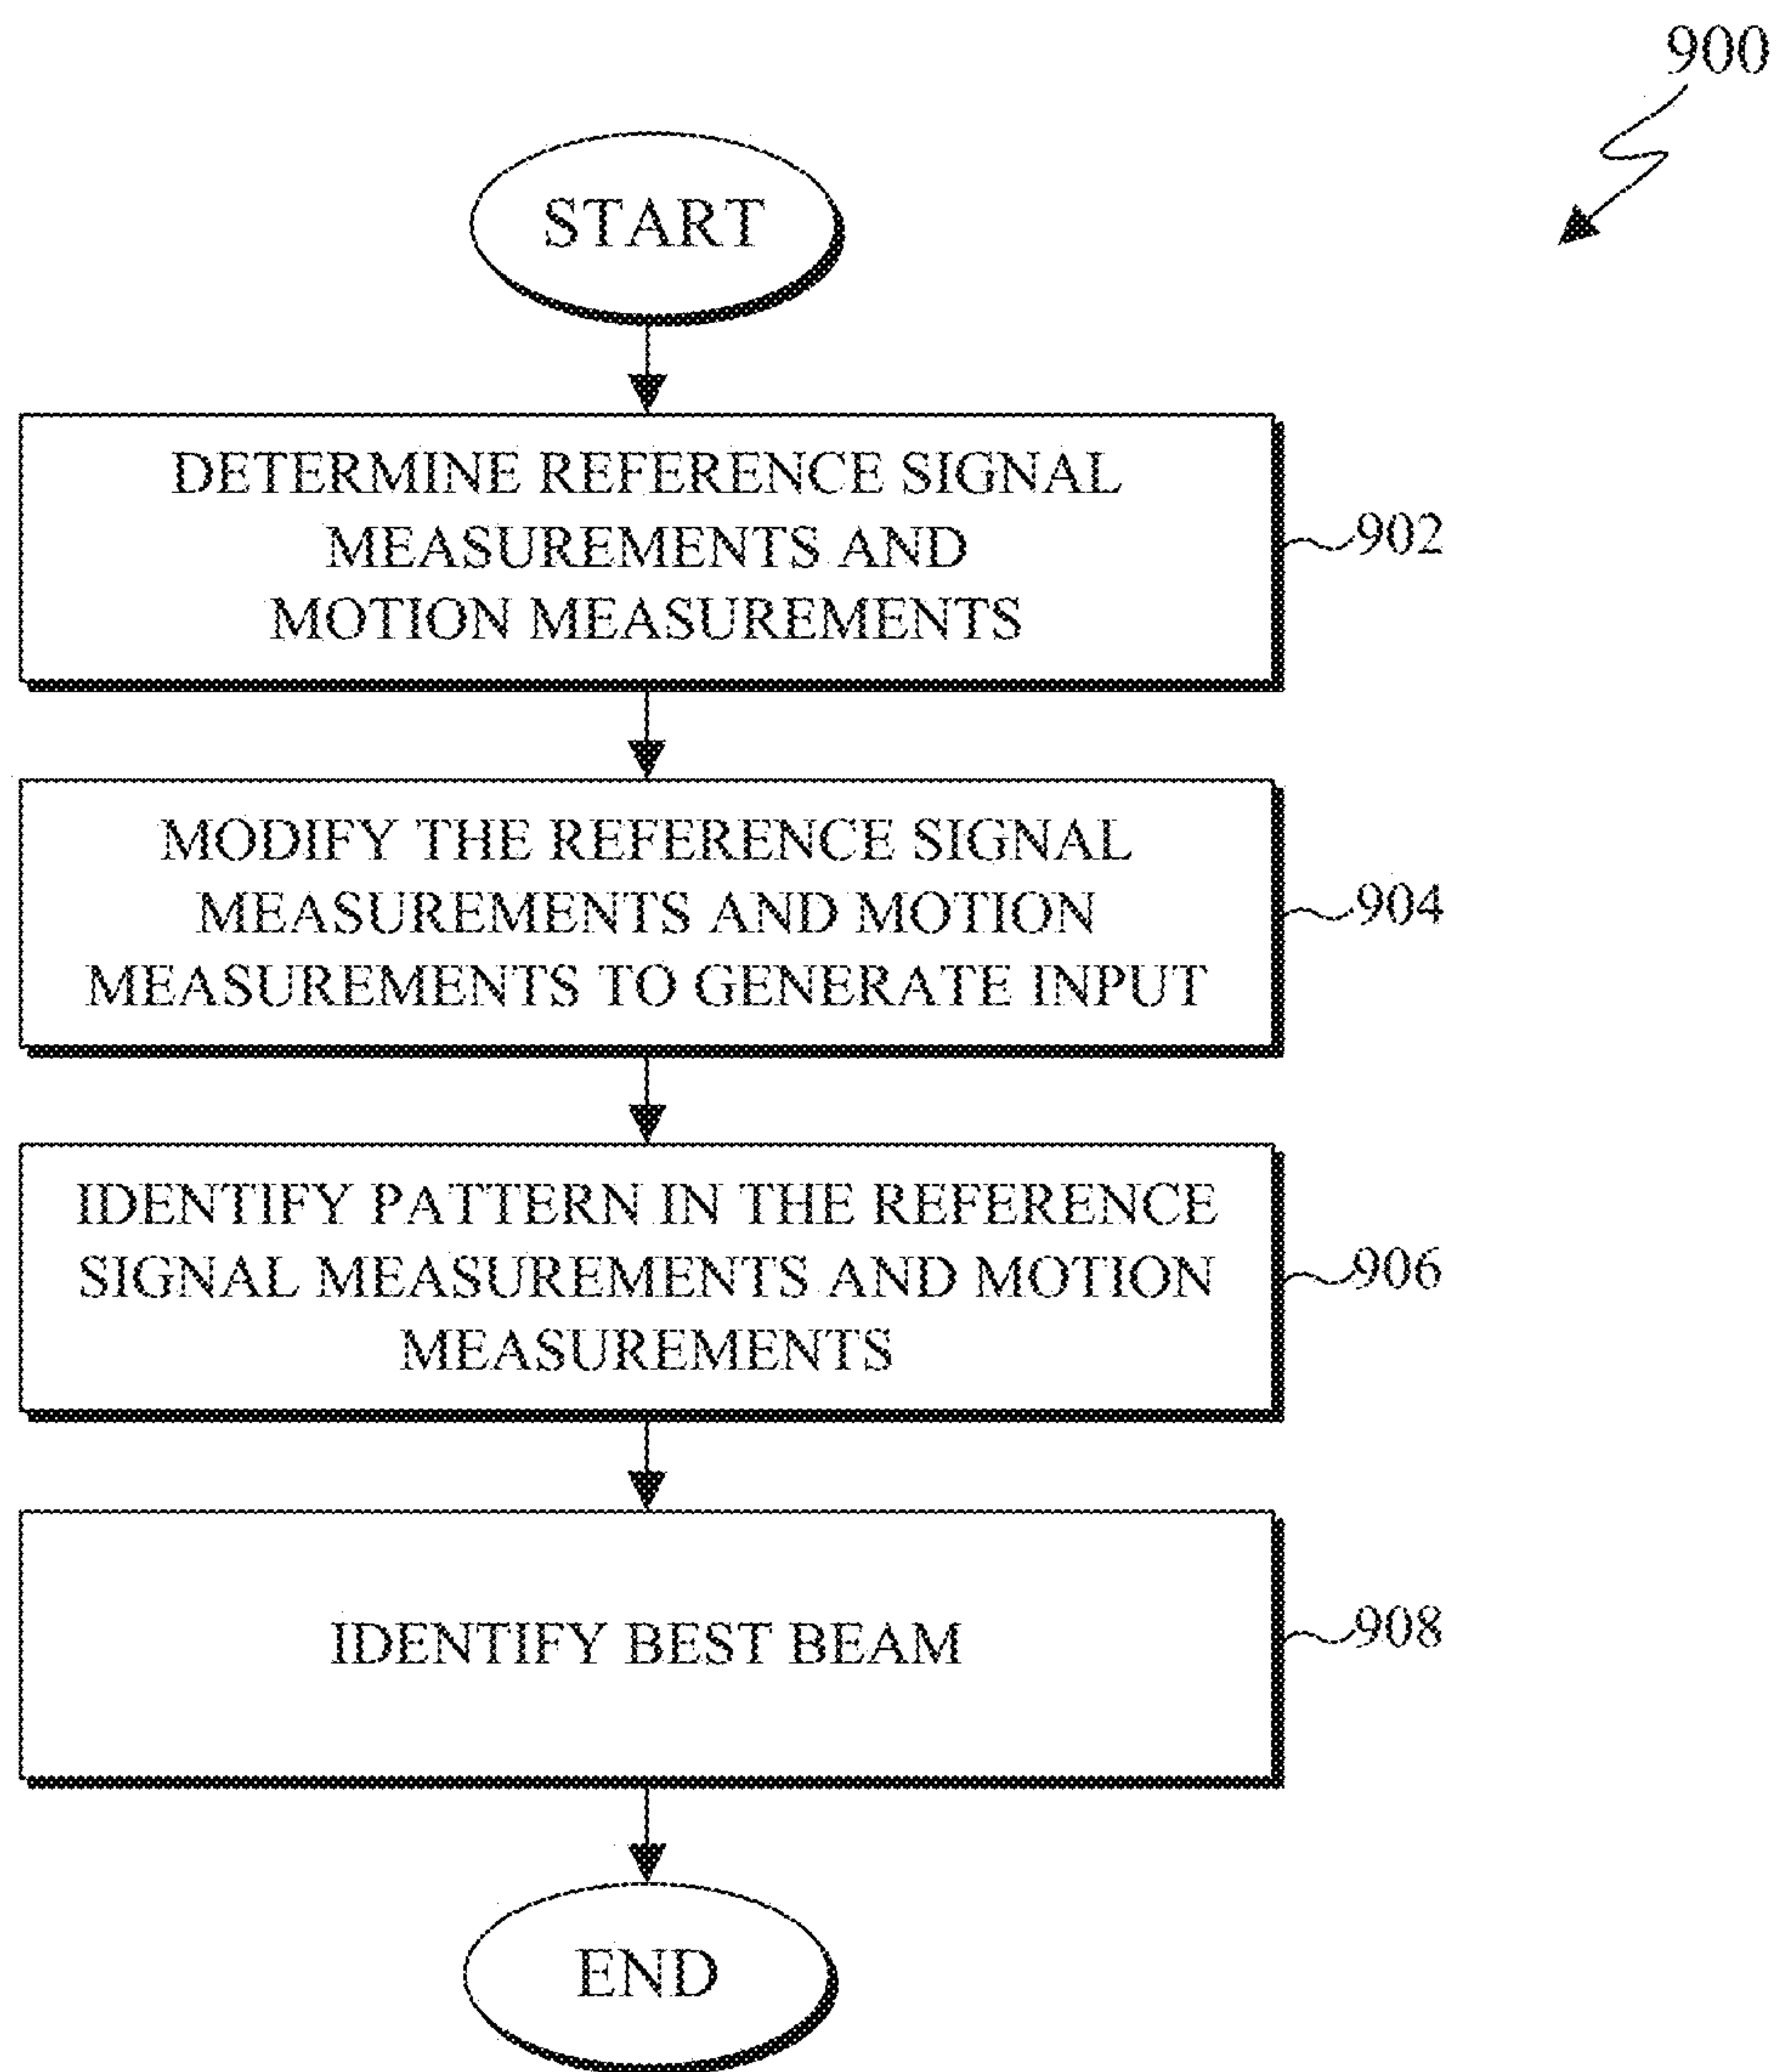 900
START
DETERMINE REFERENCE SIGNAL
MEASUREMENTS AND
MOTION MEASUREMENTS
902
MODIFY THE REFERENCE SIGNAL
MEASUREMENTS AND MOTION
MEASUREMENTS TO GENERATE INPUT
904
IDENTIFY PATTERN IN THE REFERENCE
SIGNAL MEASUREMENTS AND MOTION
MEASUREMENTS
906
IDENTIFY BEST BEAM
908
END